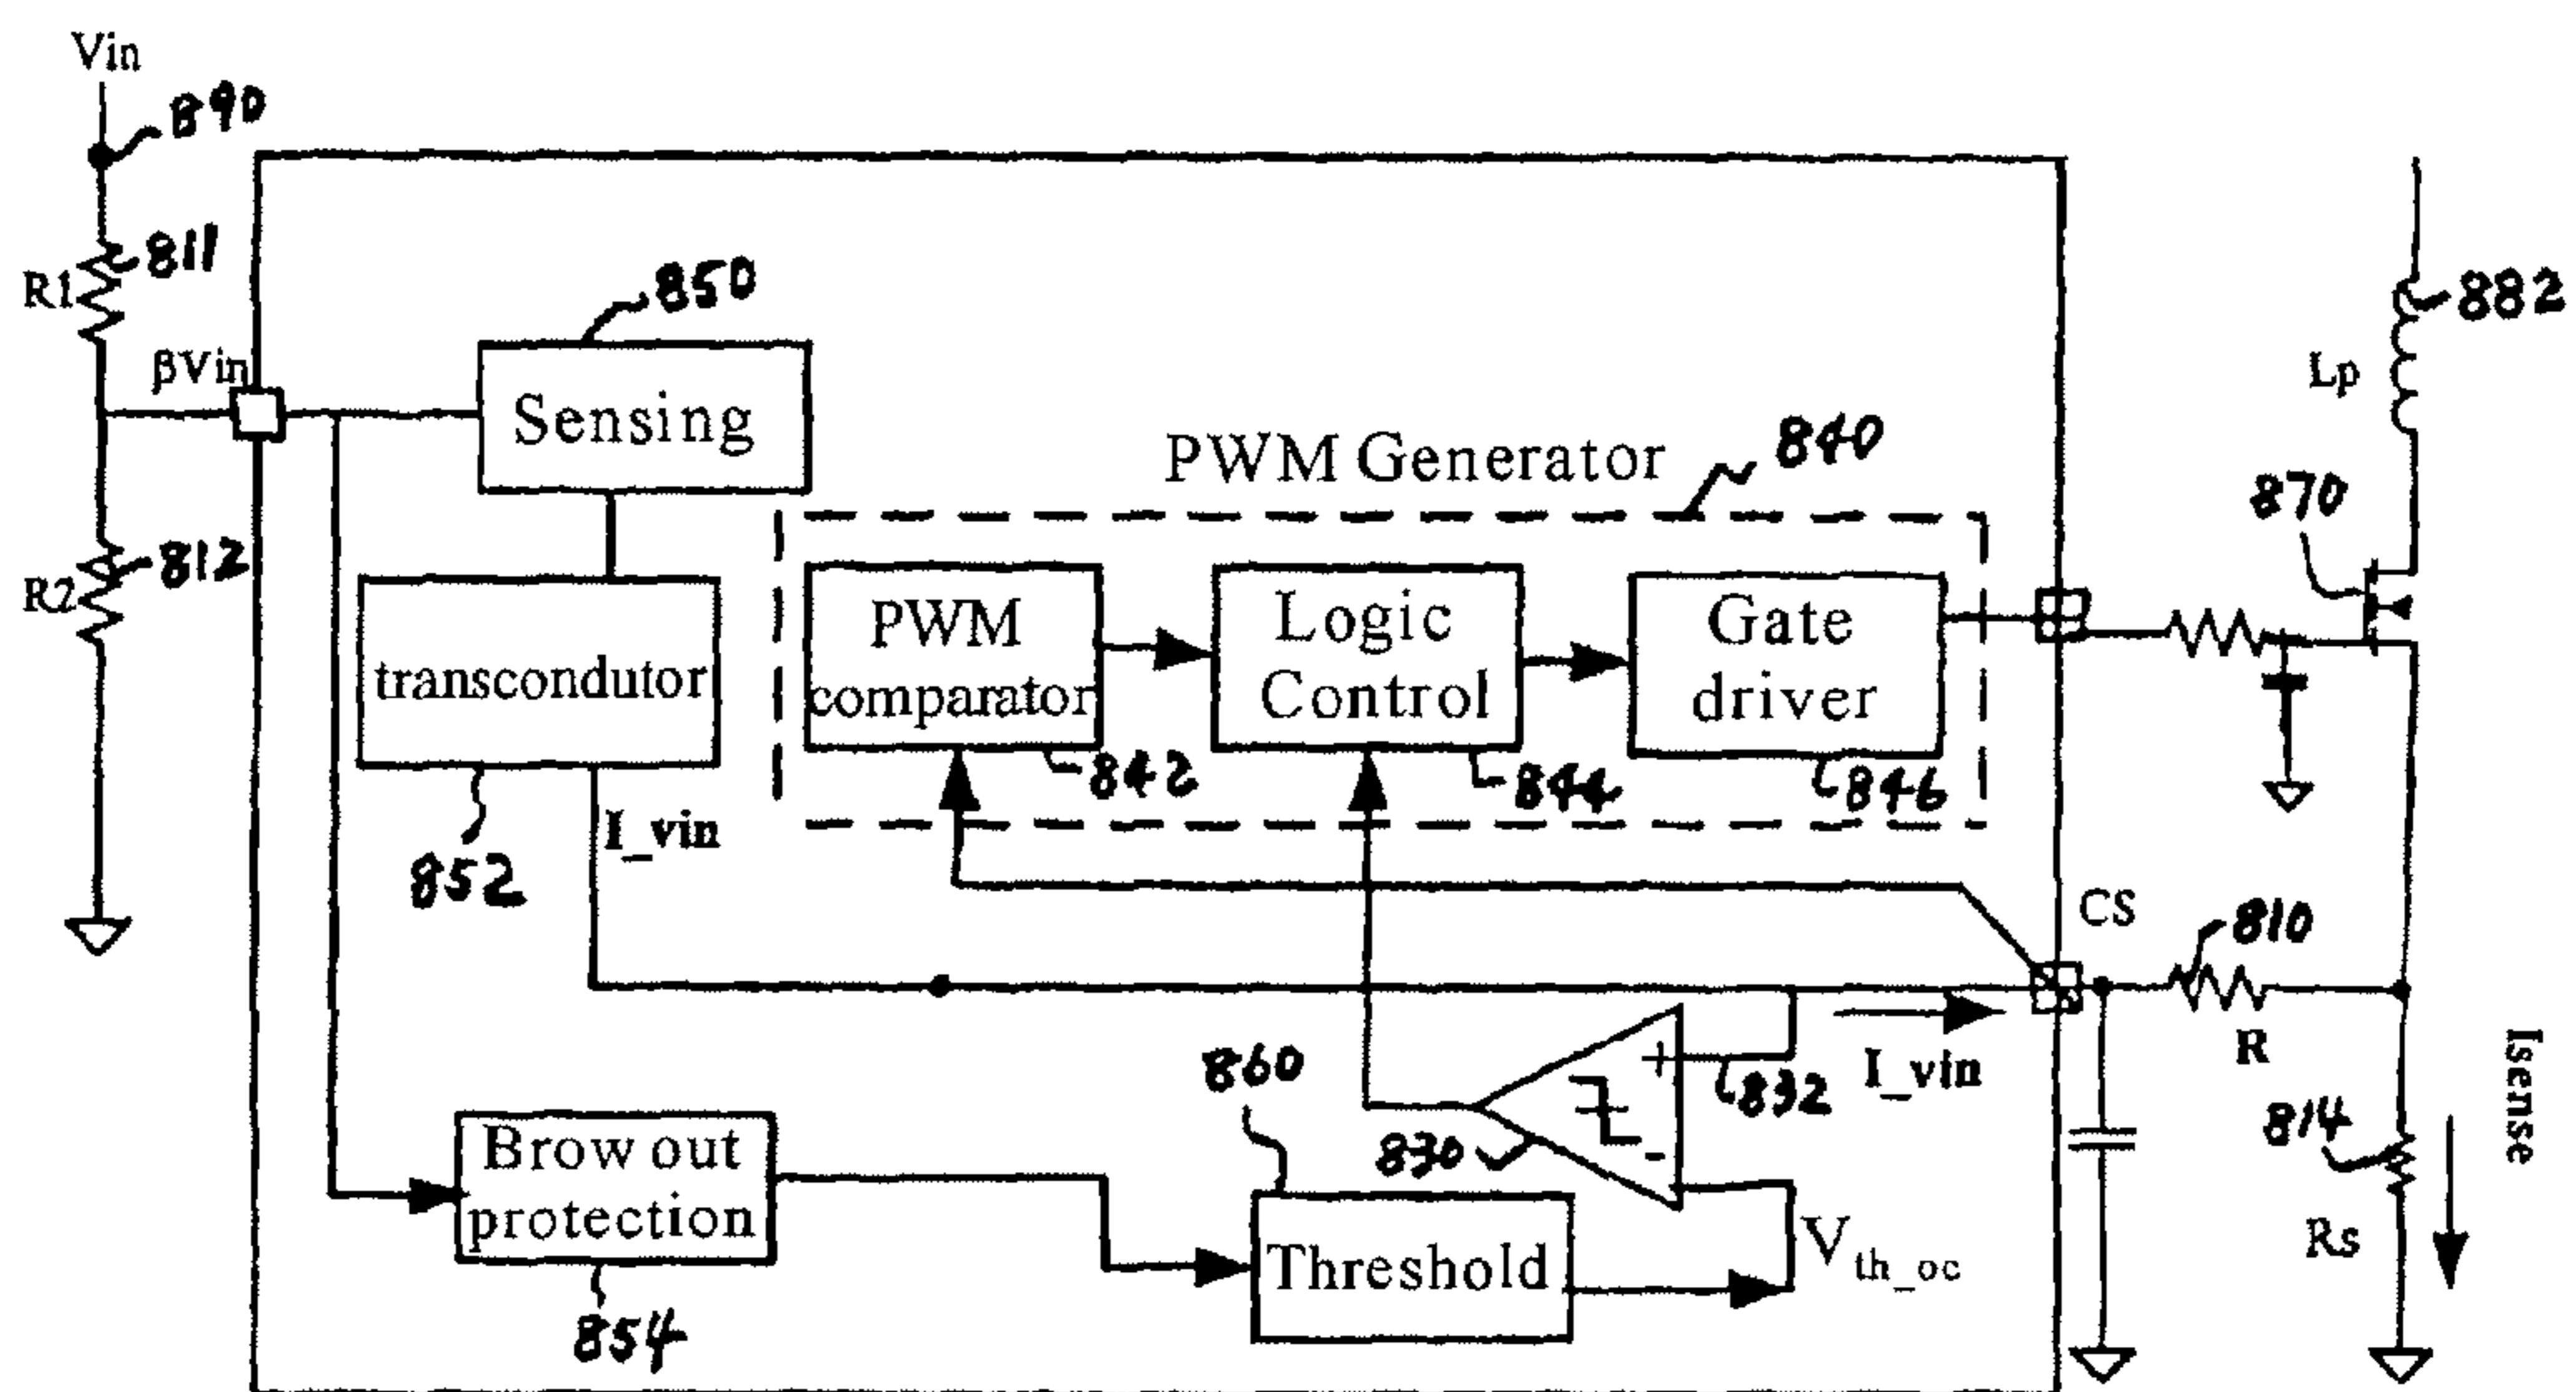 Vin
890
R1
811
βVin
850
Sensing
R2
812
transcondutor
I_vin
852
PWM Generator
840
PWM
comparator
842
Logic
Control
844
Gate
driver
846
870
Lp
882
CS
810
R
Isense
814
Rs
I_vin
832
+
-
830
860
Threshold
Vth_oc
Brow out
protection
854